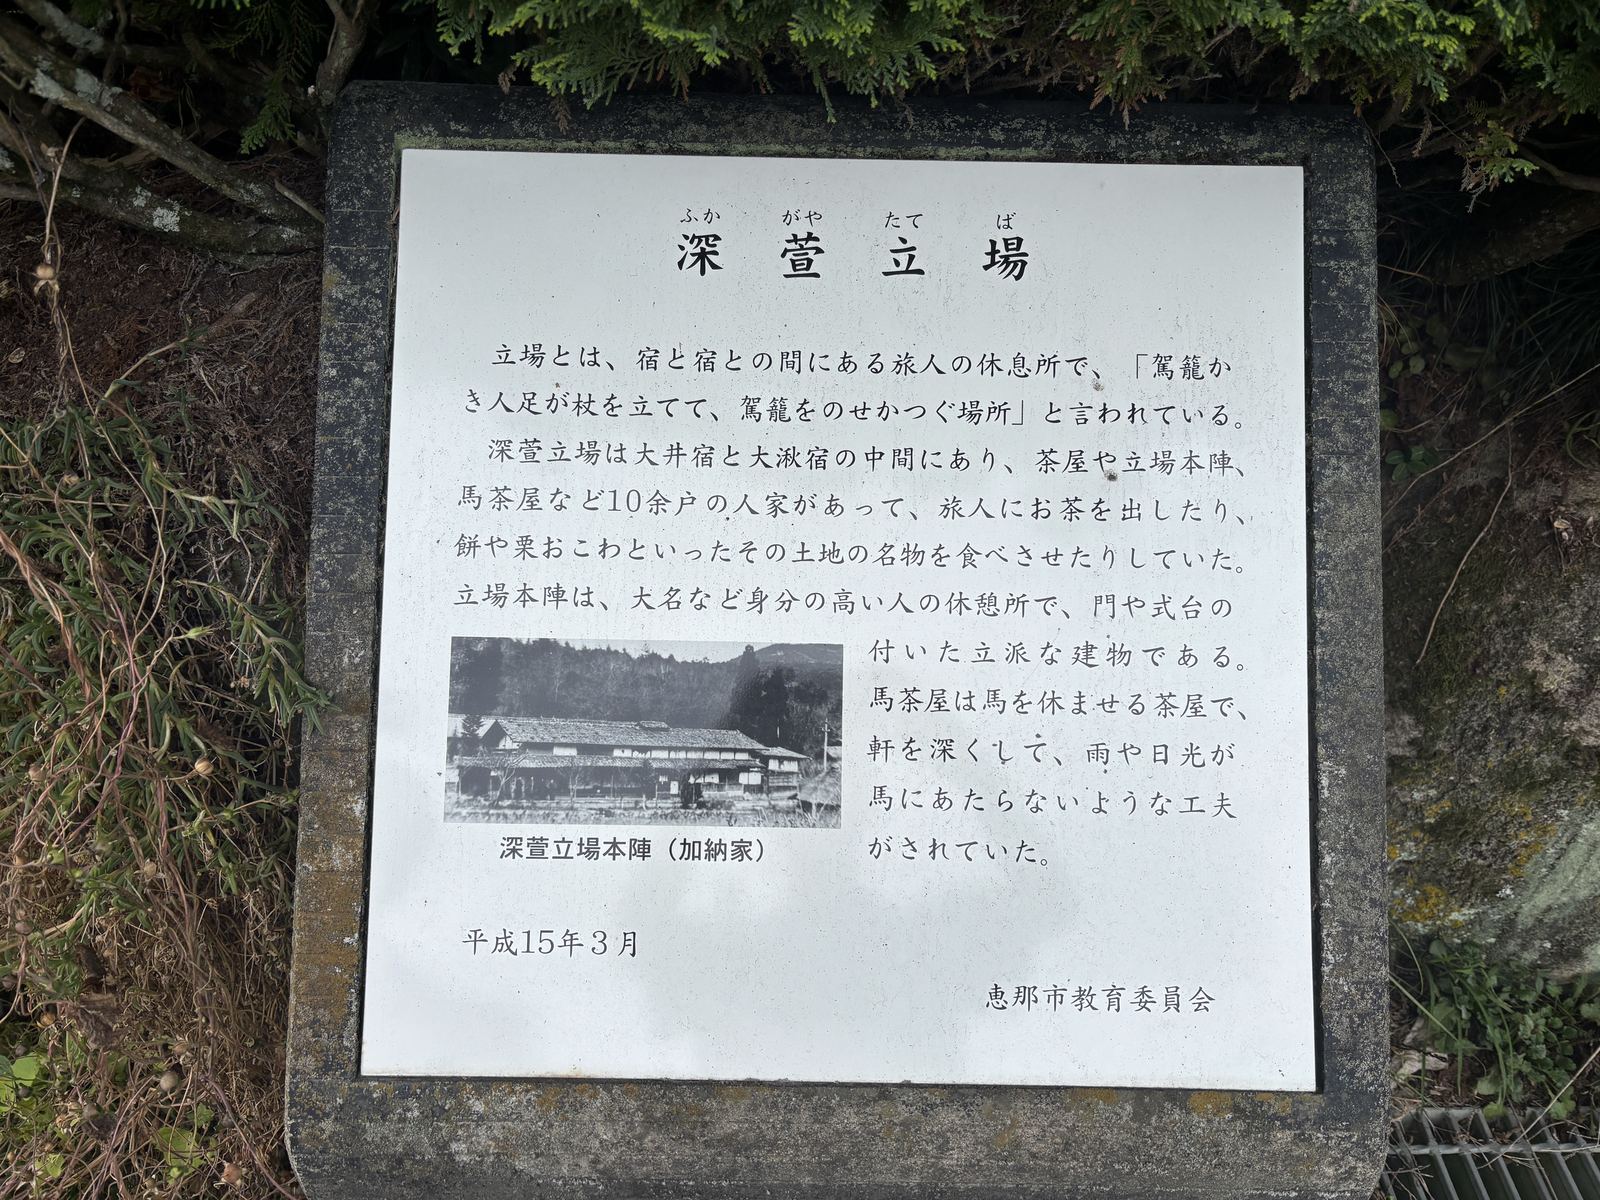 ふか がや たて ば
深萱立場
立場とは、宿と宿との間にある旅人の休息所で、「駕籠か
き人足が杖を立てて、駕籠をのせかつぐ場所」と言われている。
深萱立場は大井宿と大湫宿の中間にあり、茶屋や立場本陣、
馬茶屋など10余戸の人家があって、旅人にお茶を出したり、
餅や栗おこわといったその土地の名物を食べさせたりしていた。
立場本陣は、大名など身分の高い人の休憩所で、門や式台の
付いた立派な建物である。
馬茶屋は馬を休ませる茶屋で、
軒を深くして、雨や日光が
馬にあたらないような工夫
がされていた。
深萱立場本陣（加納家）
平成15年3月
恵那市教育委員会